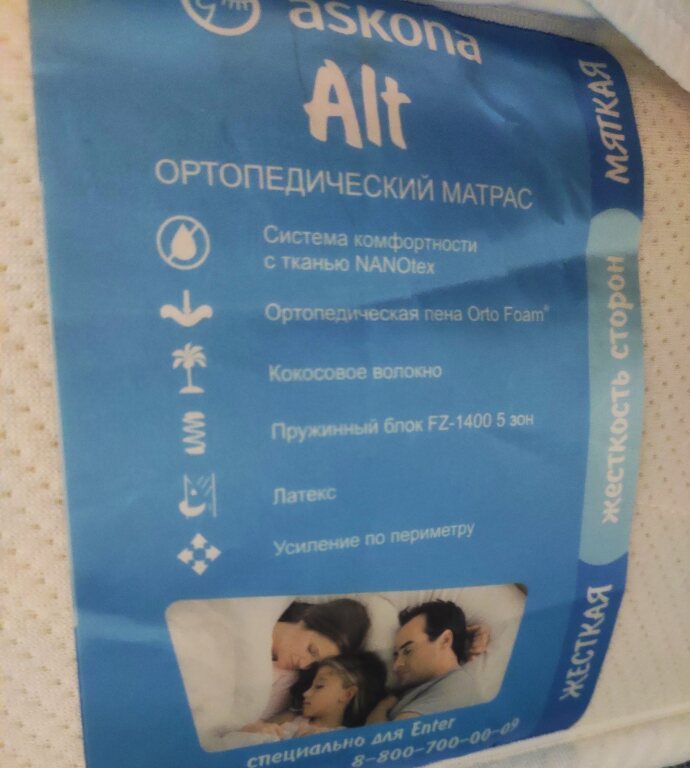 askona
Alt
ОРТОПЕДИЧЕСКИЙ МАТРАС
Система комфортности
с тканью NANOtex
Ортопедическая пена Orto Foam®
Кокосовое волокно
Пружинный блок FZ-1400 5 зон
Латекс
Усиление по периметру
специально для Enter
8-800-700-00-09
МЯГКАЯ
жесткость сторон
ЖЕСТКАЯ